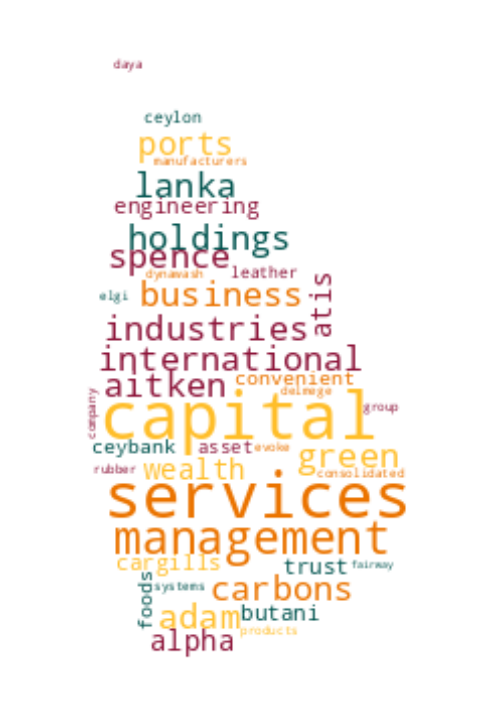 daya
ceylon
ports
manufacturers
lanka
engineering
holdings
spence
leather
dynawash
elgi
business
atis
industries
international
aitken
convenient
delmege
company
capital
group
ceybank
asset
evoke
green
rubber
wealth
consolidated
services
management
cargills
trust
fairway
foods
systems
carbons
adam
butani
products
alpha